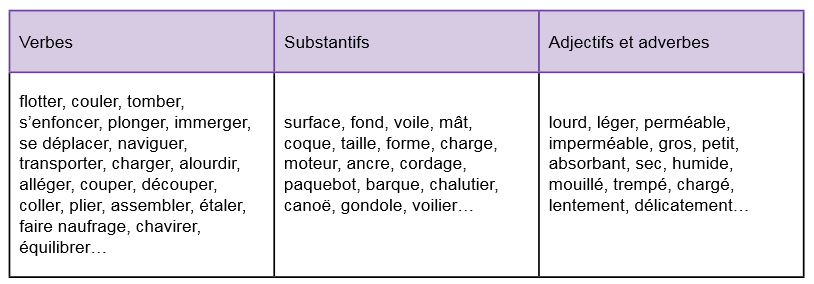 Verbes
Substantifs
Adjectifs et adverbes
flotter, couler, tomber,
s’enfoncer, plonger, immerger,
se déplacer, naviguer,
transporter, charger, alourdir,
alléger, couper, découper,
coller, plier, assembler, étaler,
faire naufrage, chavirer,
équilibrer…
surface, fond, voile, mât,
coque, taille, forme, charge,
moteur, ancre, cordage,
paquebot, barque, chalutier,
canoë, gondole, voilier…
lourd, léger, perméable,
imperméable, gros, petit,
absorbant, sec, humide,
mouillé, trempé, chargé,
lentement, délicatement…